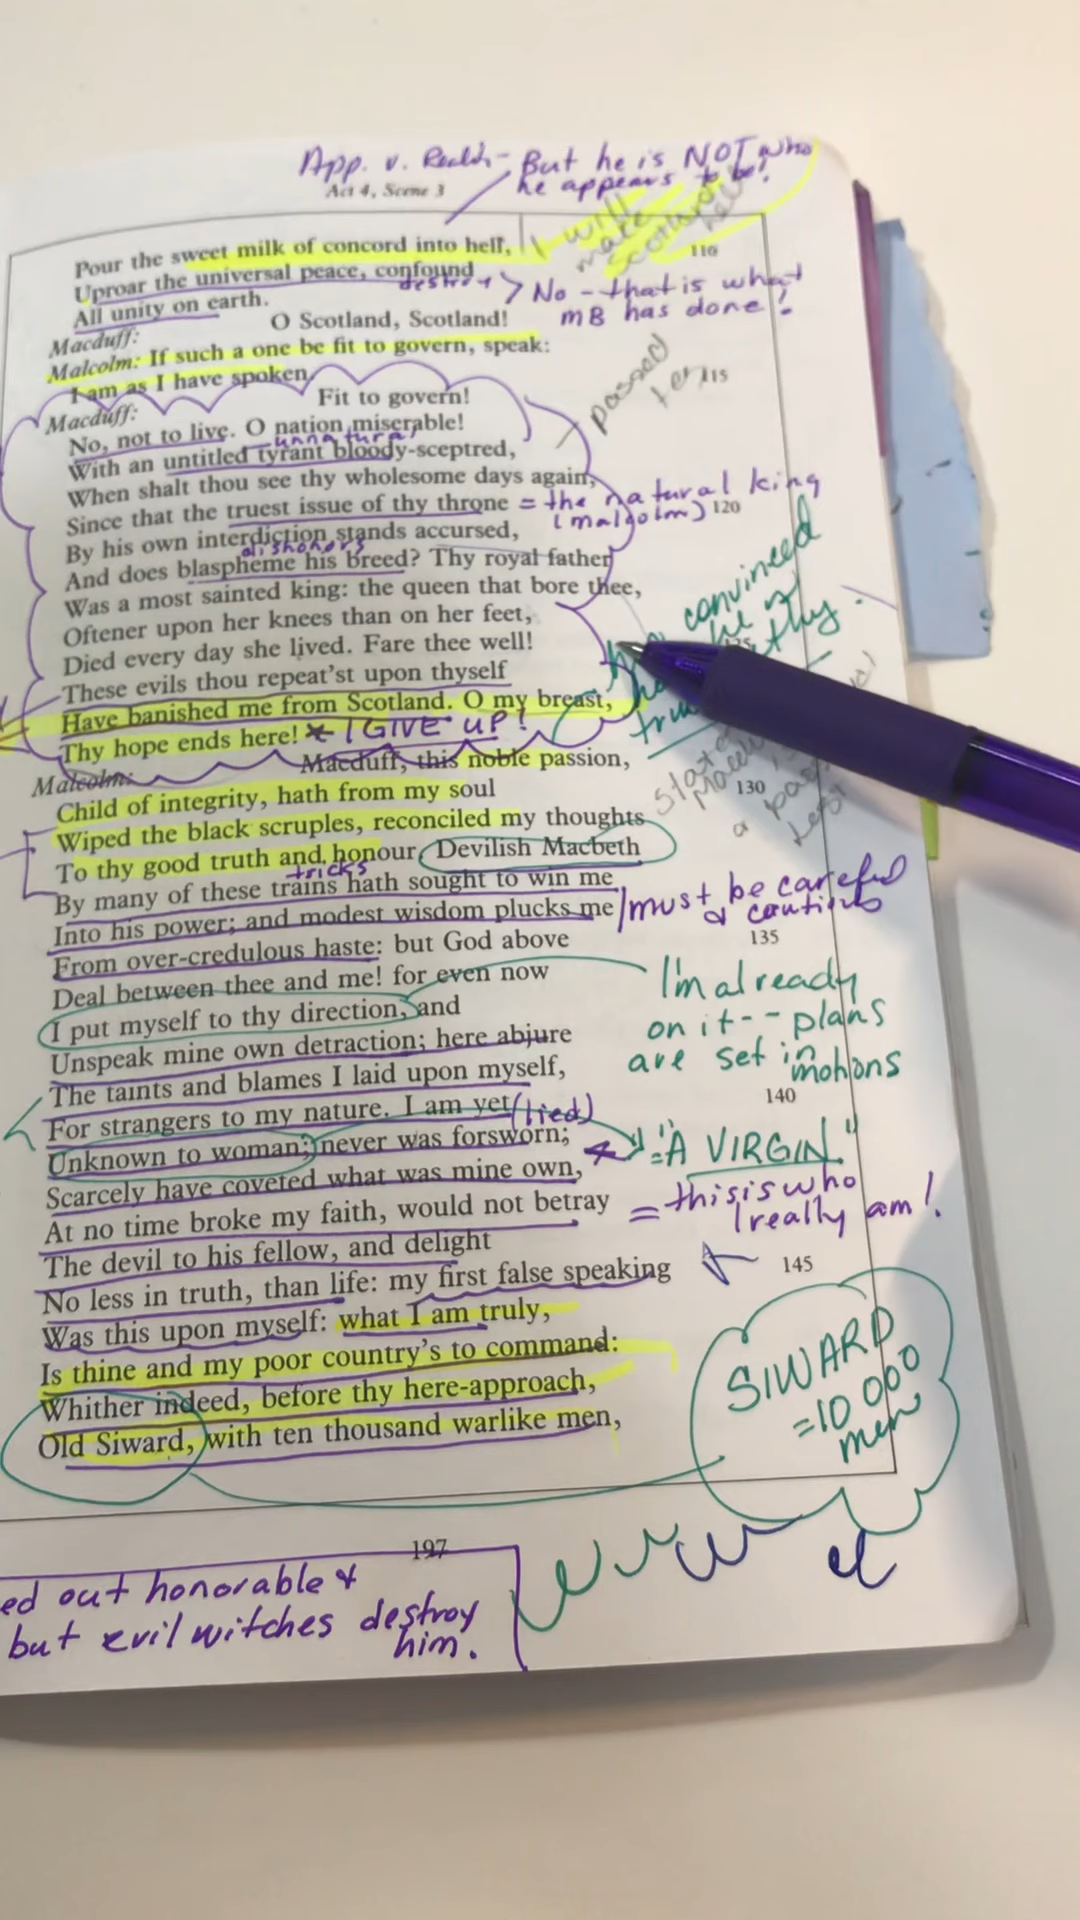 App. v. Reality - But he is NOT who
he appears to be!
Act 4, Scene 3
Pour the sweet milk of concord into hell, I will
make
Scotland
hell
110
Uproar the universal peace, confound
destroy > No - that is what
MB has done!
All unity on earth.
Macduff: O Scotland, Scotland!
Malcolm: If such a one be fit to govern, speak:
I am as I have spoken.
passed
test
115
Macduff: Fit to govern!
No, not to live. O nation miserable!
unnatural
With an untitled tyrant bloody-sceptred,
When shalt thou see thy wholesome days again,
Since that the truest issue of thy throne = the natural king
(malcolm) 120
By his own interdiction stands accursed,
dishonors
And does blaspheme his breed? Thy royal father
Was a most sainted king: the queen that bore thee,
Oftener upon her knees than on her feet,
convinced
he
Died every day she lived. Fare thee well!
These evils thou repeat'st upon thyself
Have banished me from Scotland. O my breast,
Thy hope ends here! * I GIVE UP!
Malcolm: Macduff, this noble passion,
130
Child of integrity, hath from my soul
Wiped the black scruples, reconciled my thoughts
To thy good truth and honour. Devilish Macbeth
tricks
By many of these trains hath sought to win me
Into his power; and modest wisdom plucks me / must be careful
& cautious
From over-credulous haste: but God above
135
Deal between thee and me! for even now
I put myself to thy direction, and
I'm already
on it -- plans
are set in
motions
Unspeak mine own detraction; here abjure
The taints and blames I laid upon myself,
140
For strangers to my nature. I am yet (lied)
Unknown to woman; never was forsworn;
= "A VIRGIN"
Scarcely have coveted what was mine own,
At no time broke my faith, would not betray
= this is who
I really am!
The devil to his fellow, and delight
No less in truth, than life: my first false speaking
145
Was this upon myself: what I am truly,
Is thine and my poor country's to command:
Whither indeed, before thy here-approach,
Old Siward, with ten thousand warlike men,
SIWARD
=10 000
men
197
ed out honorable &
but evil witches destroy
him.